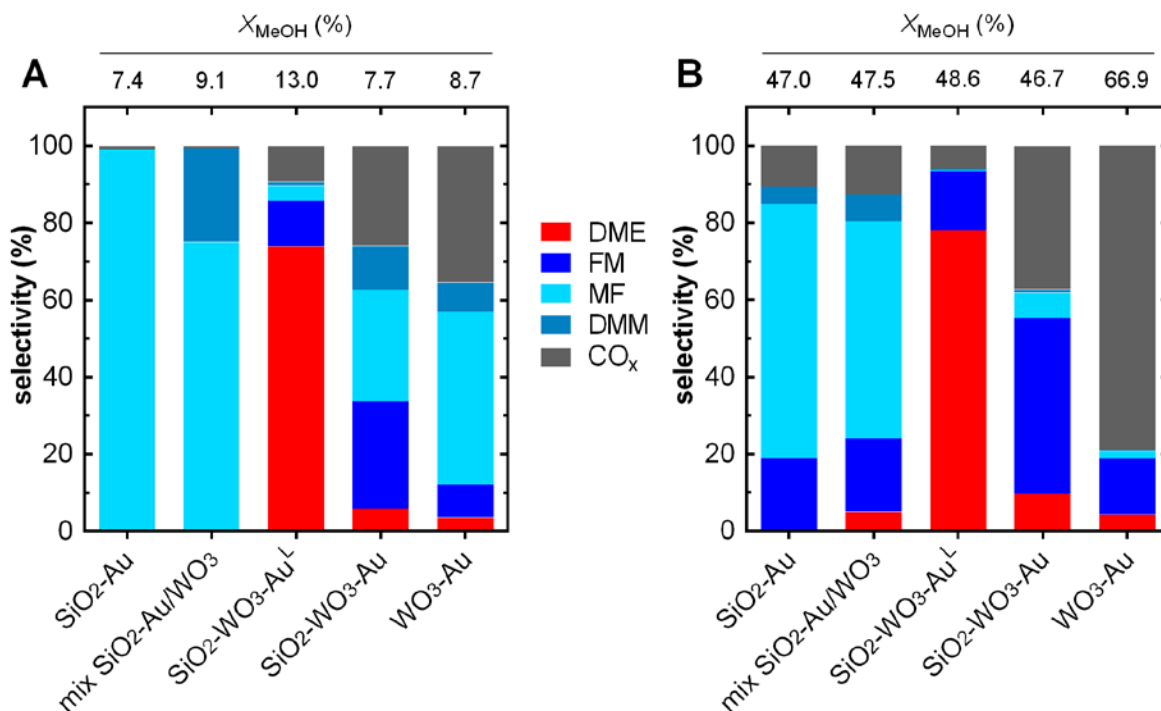 X_MeOH (%)
A 7.4 9.1 13.0 7.7 8.7
selectivity (%)
100
80
60
40
20
0
SiO2-Au
mix SiO2-Au/WO3
SiO2-WO3-Au^L
SiO2-WO3-Au
WO3-Au
DME
FM
MF
DMM
COx
X_MeOH (%)
B 47.0 47.5 48.6 46.7 66.9
selectivity (%)
100
80
60
40
20
0
SiO2-Au
mix SiO2-Au/WO3
SiO2-WO3-Au^L
SiO2-WO3-Au
WO3-Au